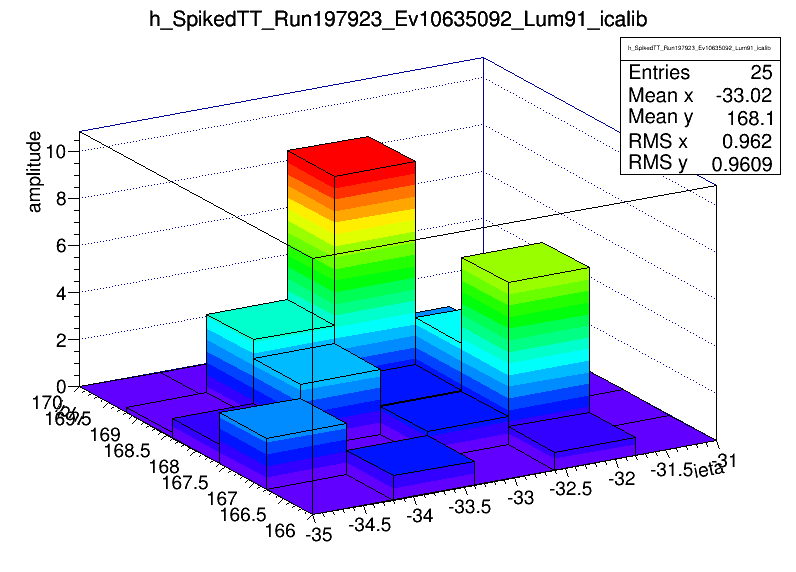 h_SpikedTT_Run197923_Ev10635092_Lum91_icalib
h_SpikedTT_Run197923_Ev10635092_Lum91_icalib
Entries 25
Mean x -33.02
Mean y 168.1
RMS x 0.962
RMS y 0.9609
amplitude
10
8
6
4
2
0
170
169.5
169
168.5
168
167.5
167
166.5
166
-35
-34.5
-34
-33.5
-33
-32.5
-32
-31.5
-31
ieta